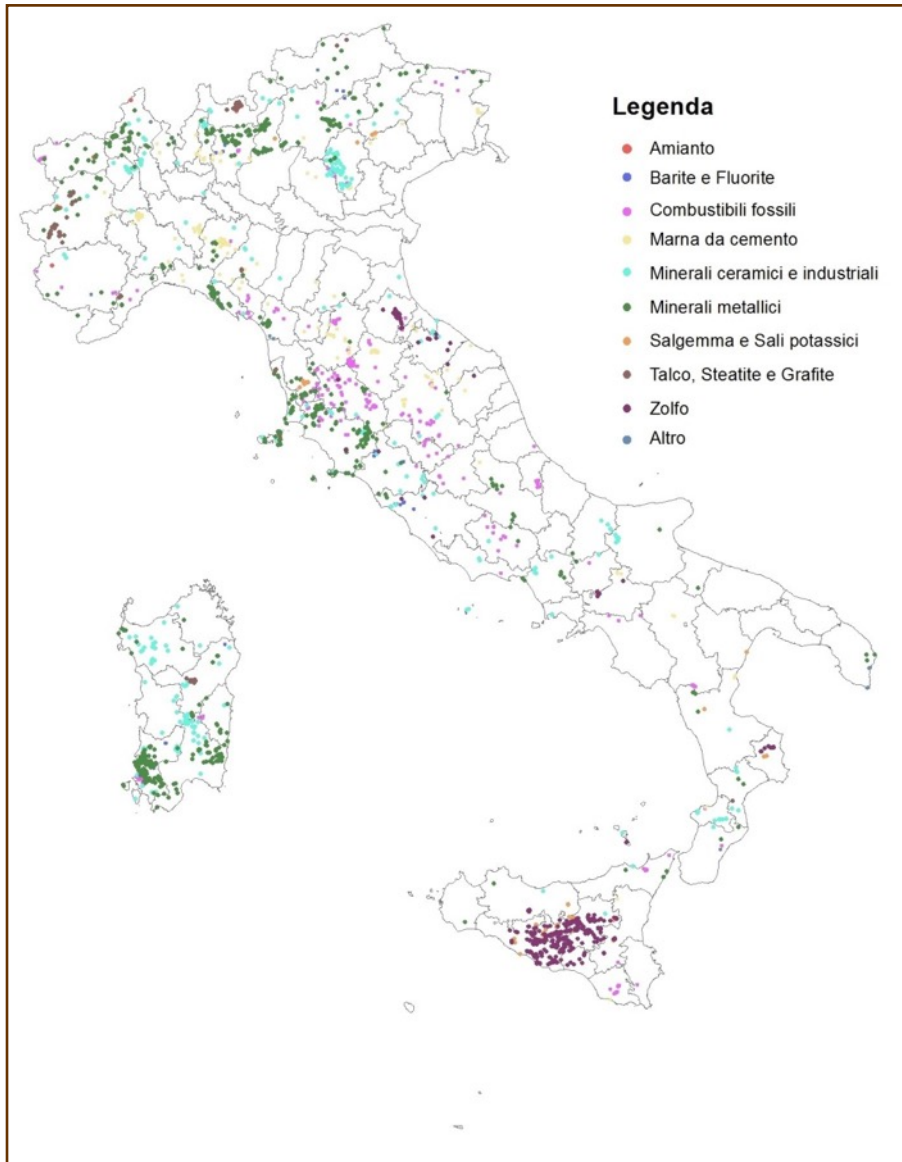 Legenda
Amianto
Barite e Fluorite
Combustibili fossili
Marna da cemento
Minerali ceramici e industriali
Minerali metallici
Salgemma e Sali potassici
Talco, Steatite e Grafite
Zolfo
Altro